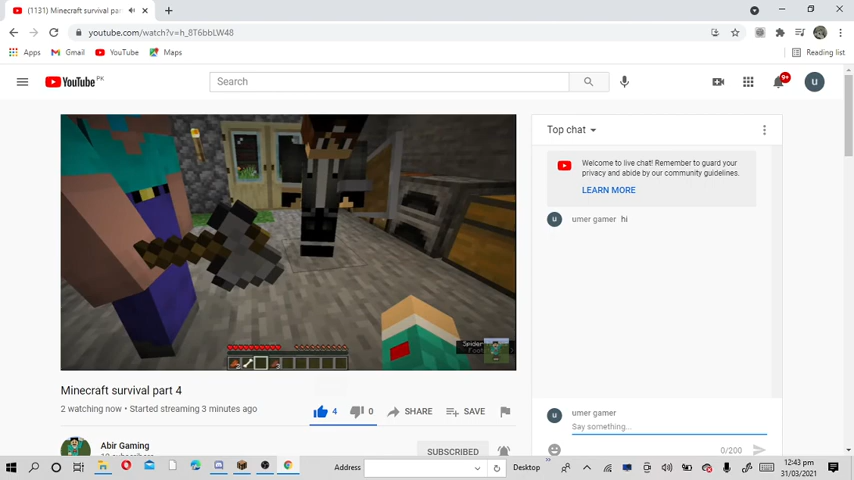 (1131) Minecraft survival par
youtube.com/watch?v=h_8T6bbLW48
Apps Gmail YouTube Maps Reading list
YouTube PK Search 9+ u
Top chat
Welcome to live chat! Remember to guard your
privacy and abide by our community guidelines.
LEARN MORE
u umer gamer hi
Spider
Minecraft survival part 4
2 watching now • Started streaming 3 minutes ago
4 0 SHARE SAVE
u umer gamer
Say something...
0/200
Abir Gaming
SUBSCRIBED
Address Desktop 12:43 pm
31/03/2021